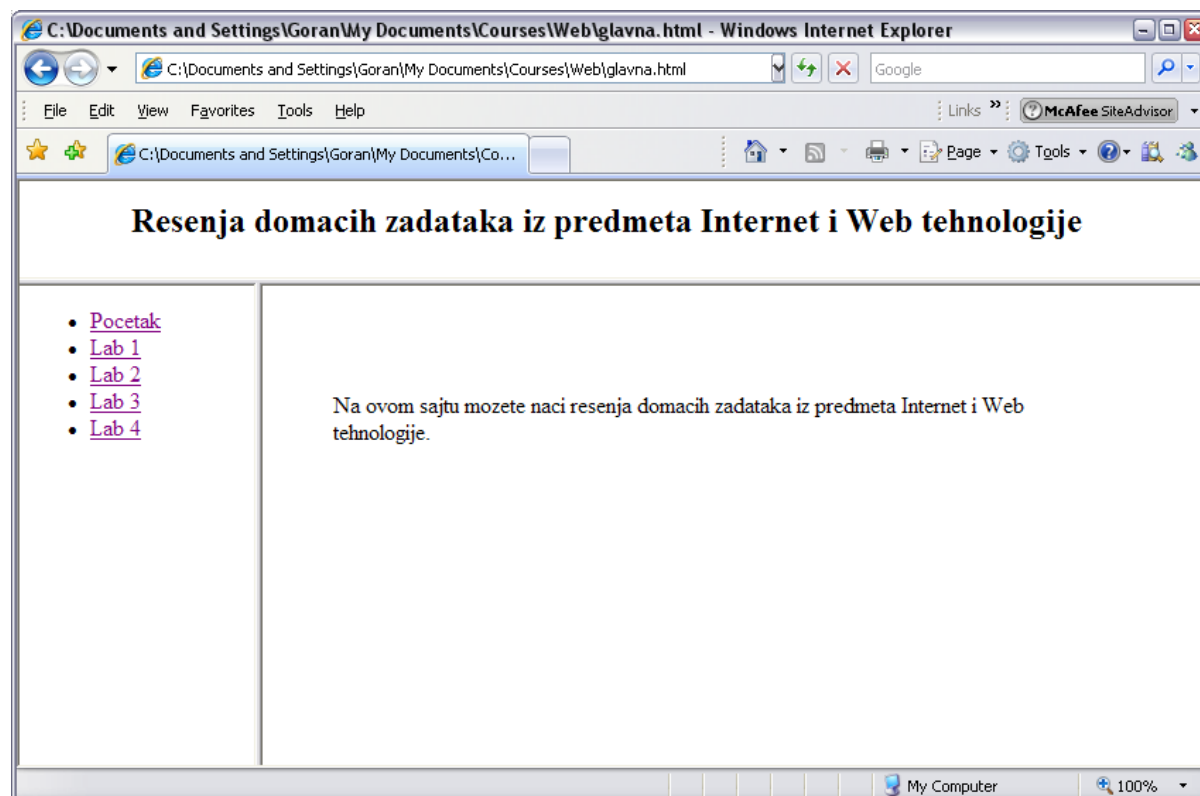 C:\Documents and Settings\Goran\My Documents\Courses\Web\glavna.html - Windows Internet Explorer
C:\Documents and Settings\Goran\My Documents\Courses\Web\glavna.html
Google
File Edit View Favorites Tools Help
Links » McAfee SiteAdvisor
C:\Documents and Settings\Goran\My Documents\Co...
Page Tools
Resenja domacih zadataka iz predmeta Internet i Web tehnologije
• Pocetak
• Lab 1
• Lab 2
• Lab 3
• Lab 4
Na ovom sajtu mozete naci resenja domacih zadataka iz predmeta Internet i Web
tehnologije.
My Computer
100%